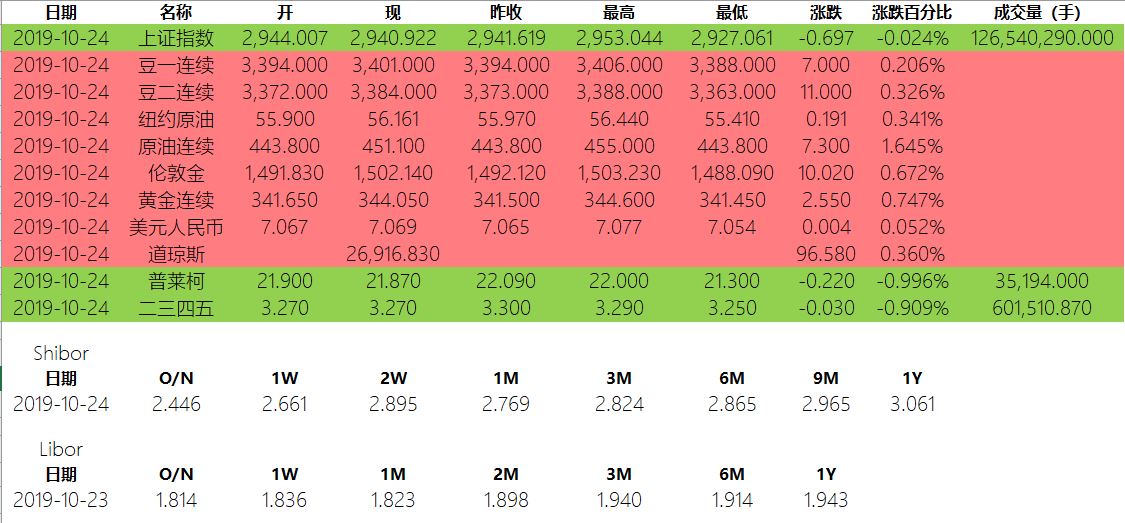 日期 名称 开 现 昨收 最高 最低 涨跌 涨跌百分比 成交量（手）
2019-10-24 上证指数 2,944.007 2,940.922 2,941.619 2,953.044 2,927.061 -0.697 -0.024% 126,540,290.000
2019-10-24 豆一连续 3,394.000 3,401.000 3,394.000 3,406.000 3,388.000 7.000 0.206%
2019-10-24 豆二连续 3,372.000 3,384.000 3,373.000 3,388.000 3,363.000 11.000 0.326%
2019-10-24 纽约原油 55.900 56.161 55.970 56.440 55.410 0.191 0.341%
2019-10-24 原油连续 443.800 451.100 443.800 455.000 443.800 7.300 1.645%
2019-10-24 伦敦金 1,491.830 1,502.140 1,492.120 1,503.230 1,488.090 10.020 0.672%
2019-10-24 黄金连续 341.650 344.050 341.500 344.600 341.450 2.550 0.747%
2019-10-24 美元人民币 7.067 7.069 7.065 7.077 7.054 0.004 0.052%
2019-10-24 道琼斯 26,916.830 96.580 0.360%
2019-10-24 普莱柯 21.900 21.870 22.090 22.000 21.300 -0.220 -0.996% 35,194.000
2019-10-24 二三四五 3.270 3.270 3.300 3.290 3.250 -0.030 -0.909% 601,510.870
Shibor
日期 O/N 1W 2W 1M 3M 6M 9M 1Y
2019-10-24 2.446 2.661 2.895 2.769 2.824 2.865 2.965 3.061
Libor
日期 O/N 1W 1M 2M 3M 6M 1Y
2019-10-23 1.814 1.836 1.823 1.898 1.940 1.914 1.943